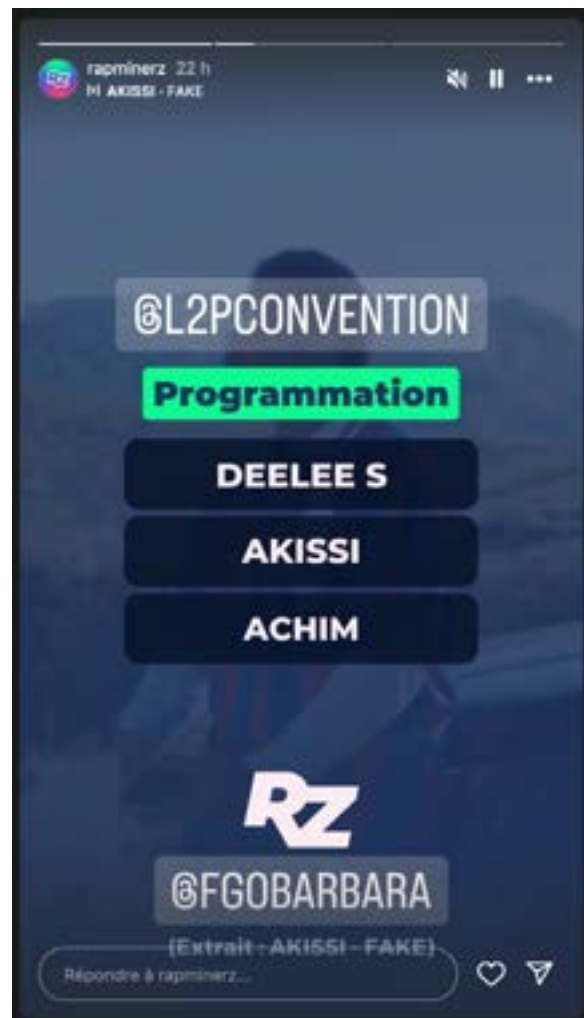 rapminerz 22 h
AKISSI - FAKE
@L2PCONVENTION
Programmation
DEELEE S
AKISSI
ACHIM
RZ
@FGOBARBARA
(Extrait : AKISSI - FAKE)
Répondre à rapminerz...